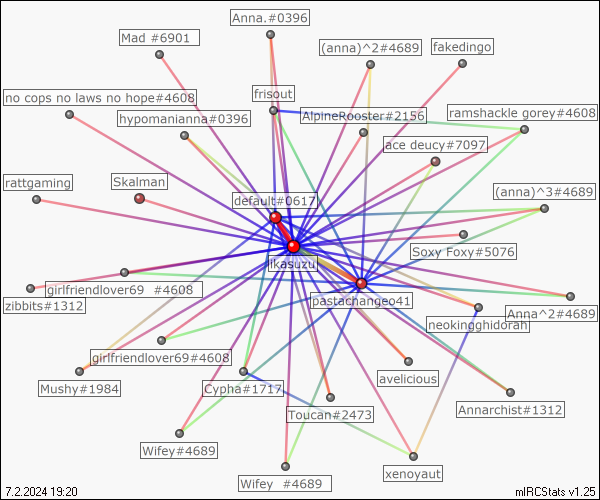 Anna.#0396
Mad #6901
(anna)^2#4689
fakedingo
no cops no laws no hope#4608
frisout
hypomanianna#0396
AlpineRooster#2156
ramshackle gorey#4608
ace deucy#7097
rattgaming
Skalman
(anna)^3#4689
default#0617
Soxy Foxy#5076
ikasuzu
girlfriendlover69 #4608
pastachangeo41
zibbits#1312
Anna^2#4689
neokingghidorah
girlfriendlover69#4608
Mushy#1984
Cypha#1717
avelicious
Toucan#2473
Annarchist#1312
Wifey#4689
xenoyaut
Wifey #4689
7.2.2024 19:20
mIRCStats v1.25